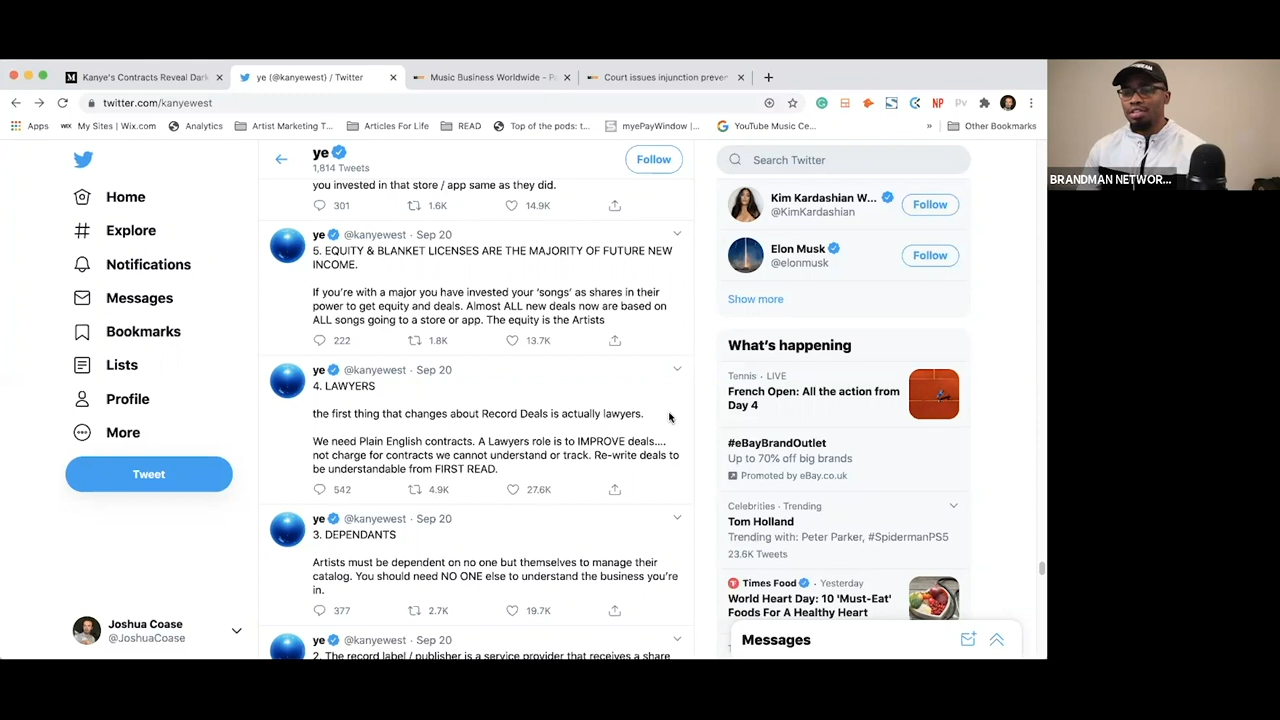 Kanye's Contracts Reveal Dark
ye (@kanyewest) / Twitter
Music Business Worldwide - P
Court issues injunction preven
twitter.com/kanyewest
Apps
My Sites | Wix.com
Analytics
Artist Marketing T...
Articles For Life
READ
Top of the pods: t...
myePayWindow |...
YouTube Music Ce...
»
Other Bookmarks
BRANDMAN NETWOR...
Home
Explore
Notifications
Messages
Bookmarks
Lists
Profile
More
Tweet
Joshua Coase
@JoshuaCoase
ye
1,814 Tweets
Follow
you invested in that store / app same as they did.
301 1.6K 14.9K
ye @kanyewest · Sep 20
5. EQUITY & BLANKET LICENSES ARE THE MAJORITY OF FUTURE NEW
INCOME.
If you're with a major you have invested your 'songs' as shares in their
power to get equity and deals. Almost ALL new deals now are based on
ALL songs going to a store or app. The equity is the Artists
222 1.8K 13.7K
ye @kanyewest · Sep 20
4. LAWYERS
the first thing that changes about Record Deals is actually lawyers.
We need Plain English contracts. A Lawyers role is to IMPROVE deals....
not charge for contracts we cannot understand or track. Re-write deals to
be understandable from FIRST READ.
542 4.9K 27.6K
ye @kanyewest · Sep 20
3. DEPENDANTS
Artists must be dependent on no one but themselves to manage their
catalog. You should need NO ONE else to understand the business you're
in.
377 2.7K 19.7K
ye @kanyewest · Sep 20
2. The record label / publisher is a service provider that receives a share
Search Twitter
Kim Kardashian W...
@KimKardashian
Follow
Elon Musk
@elonmusk
Follow
Show more
What's happening
Tennis · LIVE
French Open: All the action from
Day 4
#eBayBrandOutlet
Up to 70% off big brands
Promoted by eBay.co.uk
Celebrities · Trending
Tom Holland
Trending with: Peter Parker, #SpidermanPS5
23.6K Tweets
Times Food · Yesterday
World Heart Day: 10 'Must-Eat'
Foods For A Healthy Heart
Messages